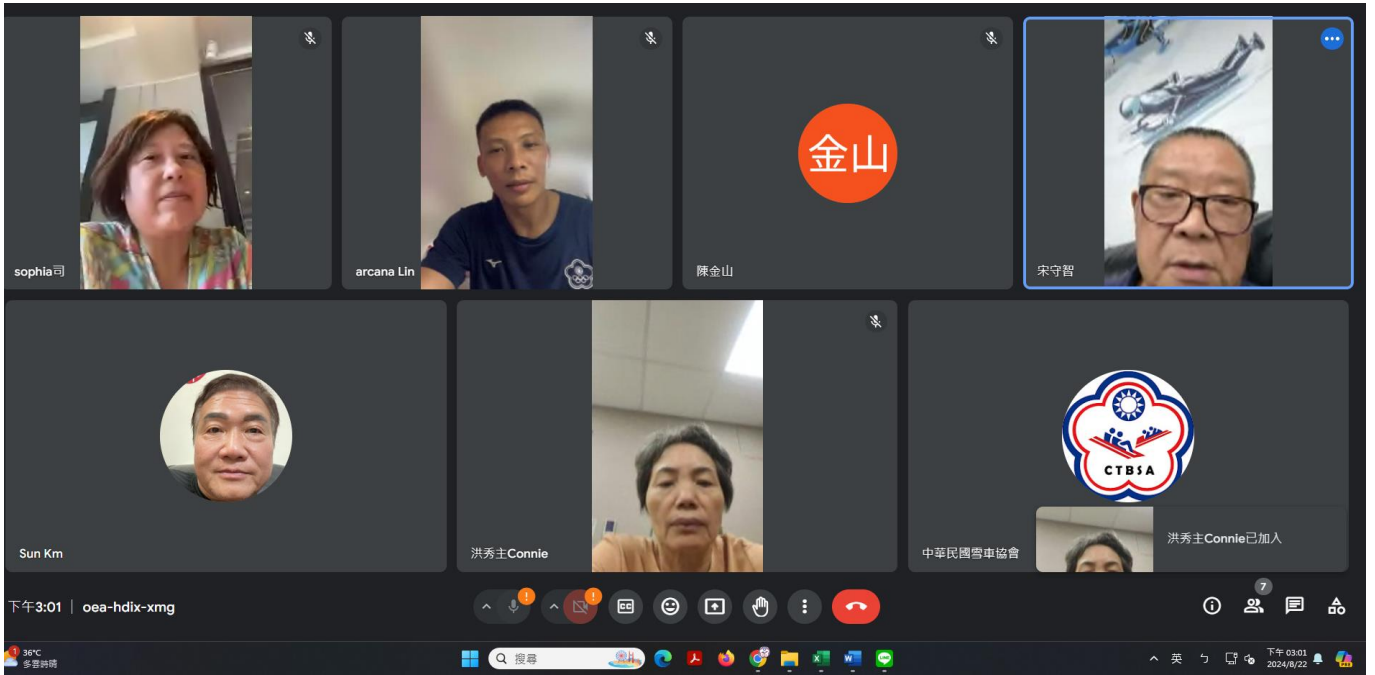 金山
sophia司
arcana Lin
陳金山
宋守智
CTBSA
Sun Km
洪秀主Connie
中華民國雪車協會
洪秀主Connie已加入
下午3:01 | oea-hdix-xmg
CC
7
36°C
多雲時晴
搜尋
英
ㄅ
下午 03:01
2024/8/22